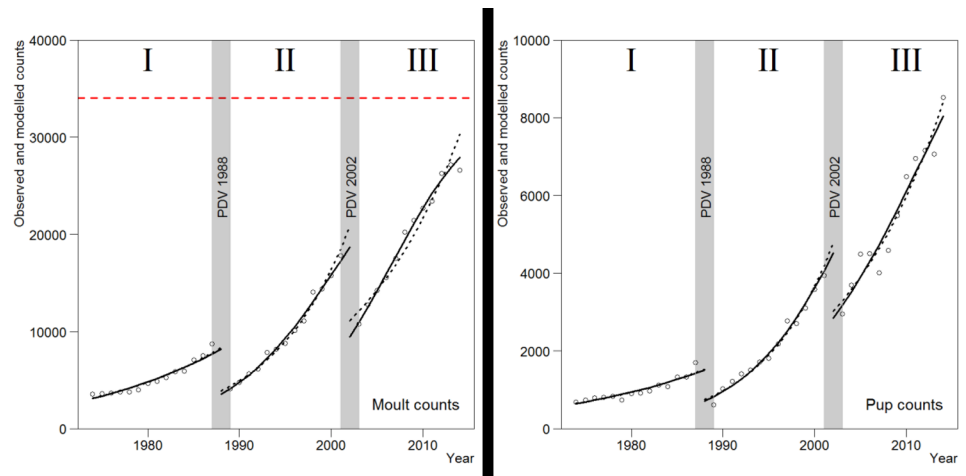 Observed and modelled counts
40000
30000
20000
10000
0
I
II
III
PDV 1988
PDV 2002
Moult counts
1980
1990
2000
2010
Year
Observed and modelled counts
10000
8000
6000
4000
2000
0
I
II
III
PDV 1988
PDV 2002
Pup counts
1980
1990
2000
2010
Year